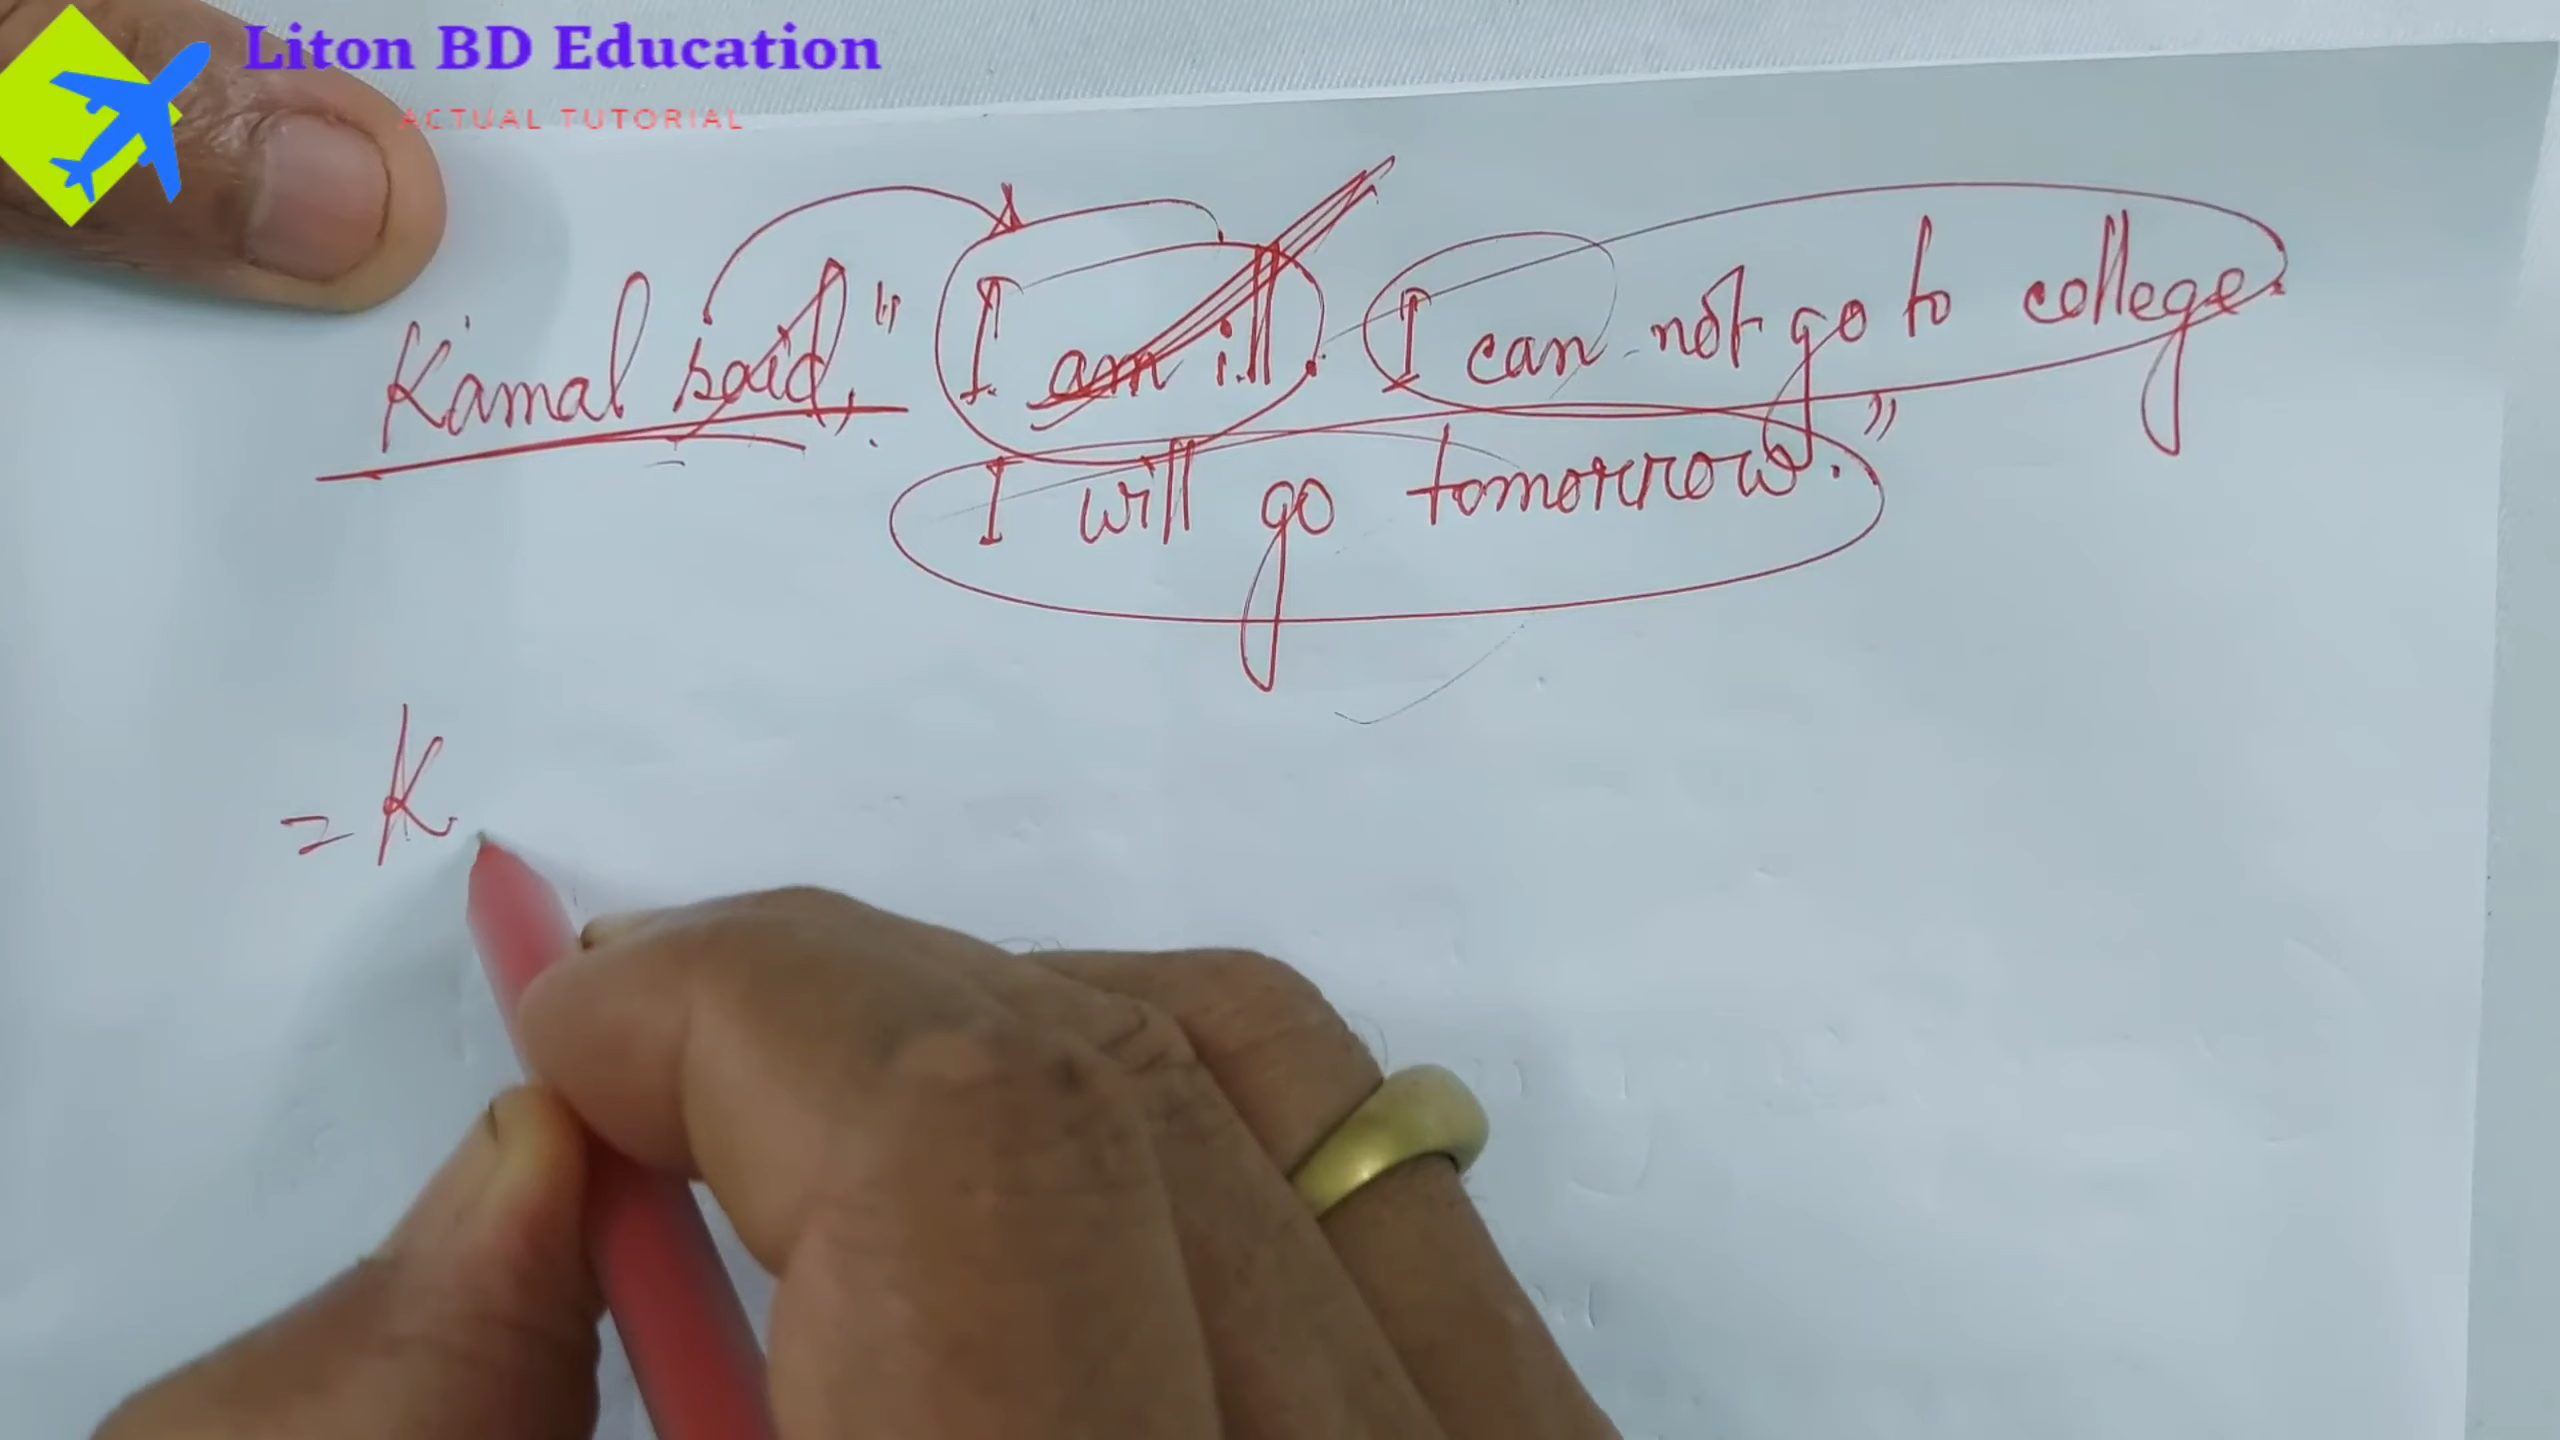 Liton BD Education
ACTUAL TUTORIAL
Kamal said, "I am ill. I can not go to college.
I will go tomorrow."
= K